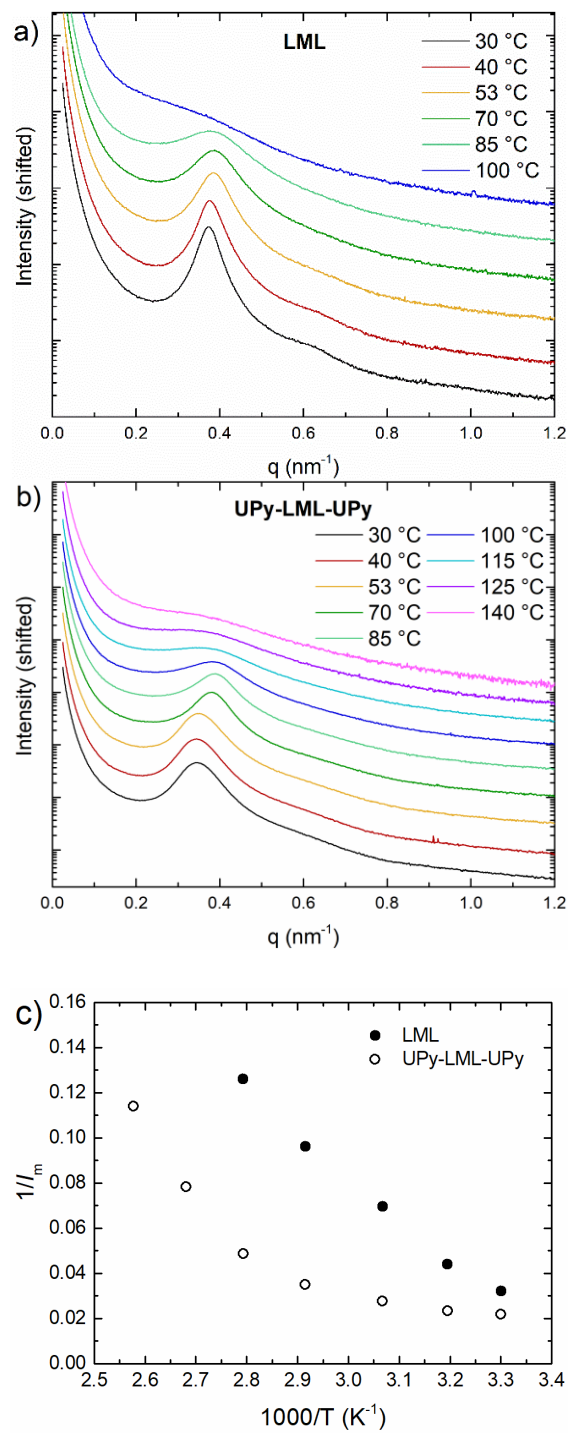 a)
LML
30 °C
40 °C
53 °C
70 °C
85 °C
100 °C
Intensity (shifted)
0.0 0.2 0.4 0.6 0.8 1.0 1.2
q (nm⁻¹)
b)
UPy-LML-UPy
30 °C 100 °C
40 °C 115 °C
53 °C 125 °C
70 °C 140 °C
85 °C
Intensity (shifted)
0.0 0.2 0.4 0.6 0.8 1.0 1.2
q (nm⁻¹)
c)
0.16
LML
UPy-LML-UPy
0.14
0.12
0.10
0.08
0.06
0.04
0.02
0.00
1/Iₘ
2.5 2.6 2.7 2.8 2.9 3.0 3.1 3.2 3.3 3.4
1000/T (K⁻¹)